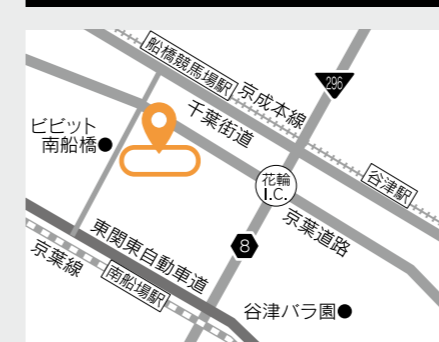 船橋競馬場駅
京成本線
296
千葉街道
ビビット
南船橋●
谷津駅
花輪
I.C.
京葉道路
8
東関東自動車道
京葉線
南船場駅
谷津バラ園●